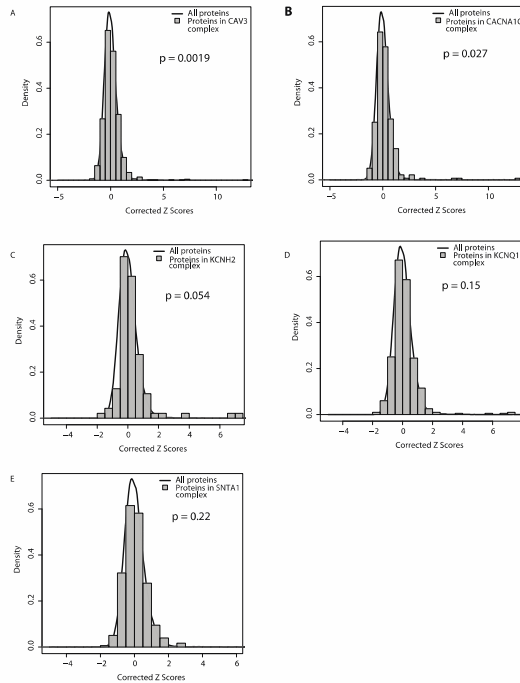 A
All proteins
Proteins in CAV3
complex
p = 0.0019
Density
0.0 0.2 0.4 0.6
-5 0 5 10
Corrected Z Scores
B
All proteins
Proteins in CACNA1C
complex
p = 0.027
Density
0.0 0.2 0.4 0.6
-5 0 5 10
Corrected Z Scores
C
All proteins
Proteins in KCNH2
complex
p = 0.054
Density
0.0 0.2 0.4 0.6
-4 -2 0 2 4 6
Corrected Z Scores
D
All proteins
Proteins in KCNQ1
complex
p = 0.15
Density
0.0 0.2 0.4 0.6
-4 -2 0 2 4 6
Corrected Z Scores
E
All proteins
Proteins in SNTA1
complex
p = 0.22
Density
0.0 0.2 0.4 0.6
-4 -2 0 2 4 6
Corrected Z Scores